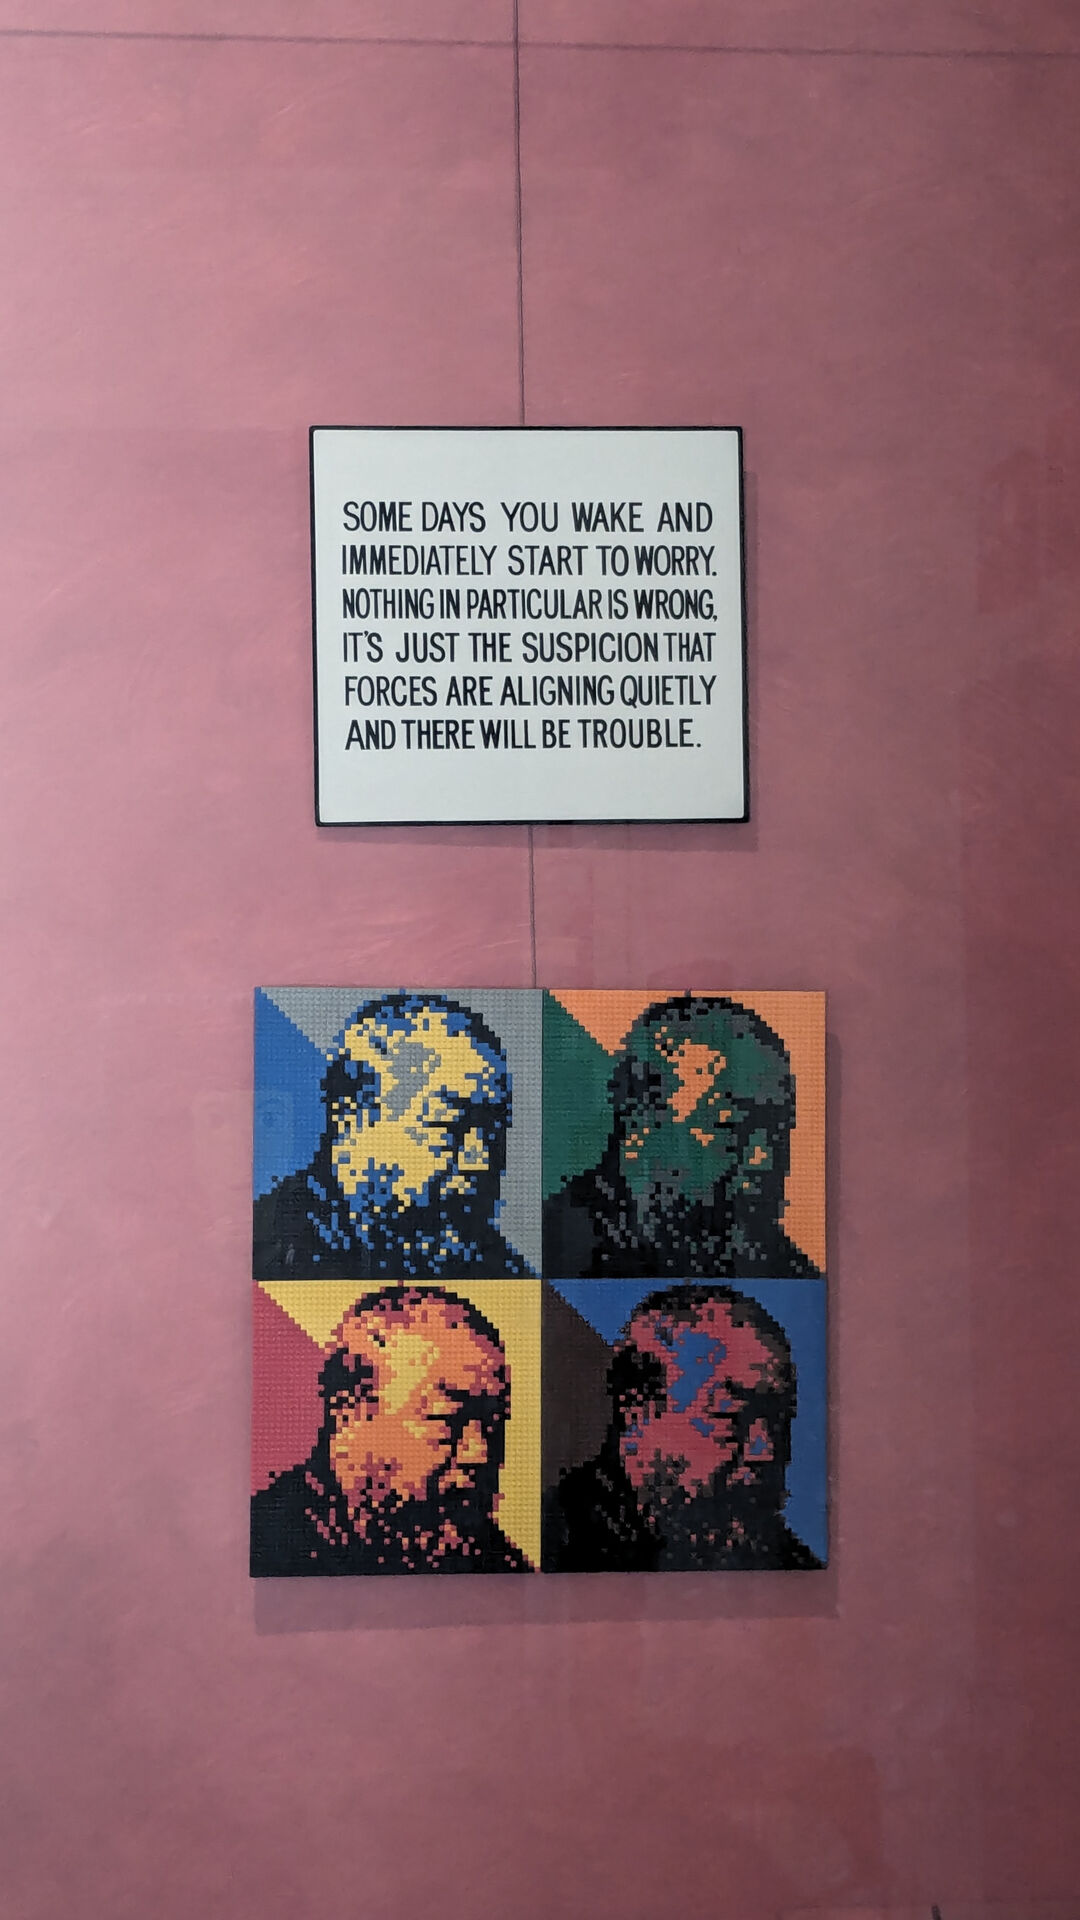 SOME DAYS YOU WAKE AND
IMMEDIATELY START TO WORRY.
NOTHING IN PARTICULAR IS WRONG,
IT'S JUST THE SUSPICION THAT
FORCES ARE ALIGNING QUIETLY
AND THERE WILL BE TROUBLE.